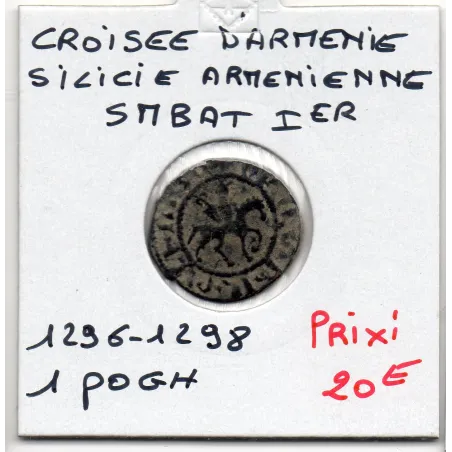 CROISEE D'ARMENIE
SILICIE ARMENIENNE
SMBAT IER
1296-1298
1 POGH
PRixi
20E